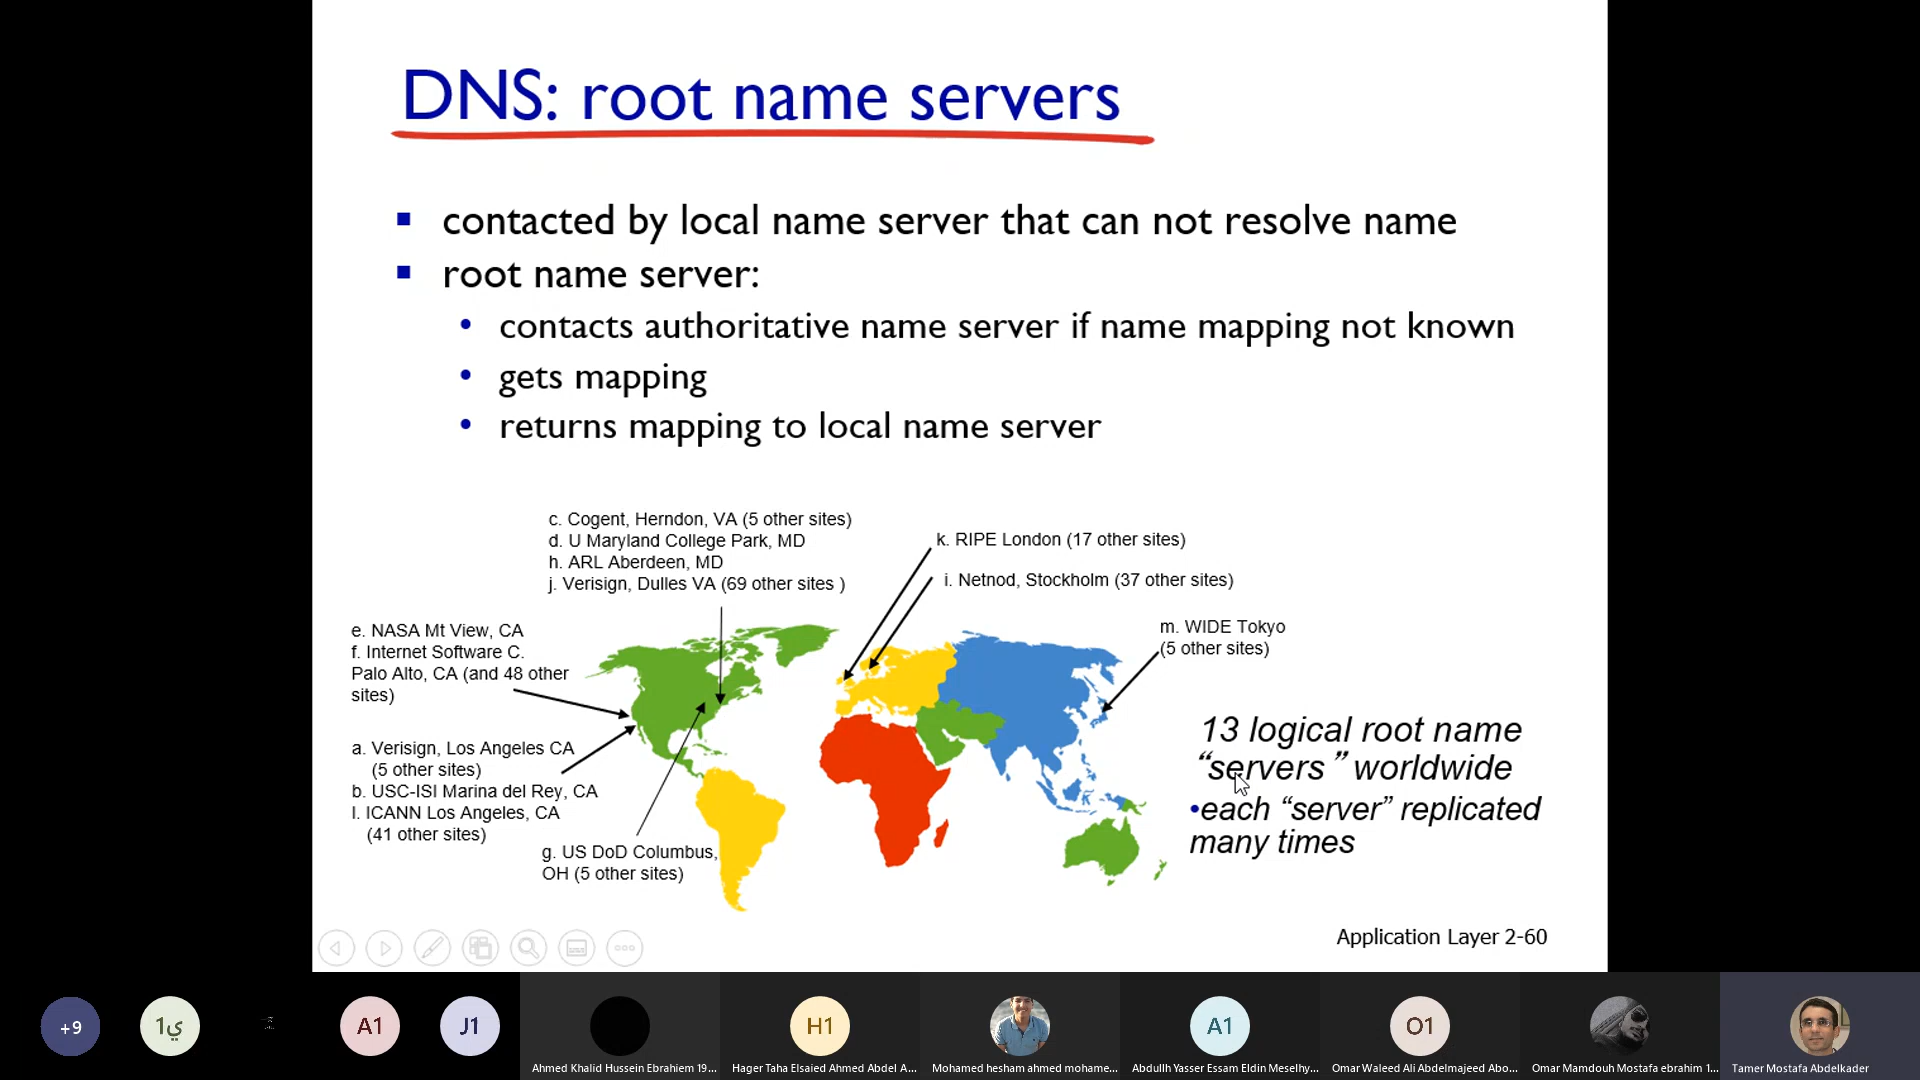 DNS: root name servers
contacted by local name server that can not resolve name
root name server:
contacts authoritative name server if name mapping not known
gets mapping
returns mapping to local name server
c. Cogent, Herndon, VA (5 other sites)
d. U Maryland College Park, MD
h. ARL Aberdeen, MD
j. Verisign, Dulles VA (69 other sites )
k. RIPE London (17 other sites)
i. Netnod, Stockholm (37 other sites)
m. WIDE Tokyo
(5 other sites)
e. NASA Mt View, CA
f. Internet Software C.
Palo Alto, CA (and 48 other
sites)
a. Verisign, Los Angeles CA
(5 other sites)
b. USC-ISI Marina del Rey, CA
l. ICANN Los Angeles, CA
(41 other sites)
g. US DoD Columbus,
OH (5 other sites)
13 logical root name
“servers ” worldwide
•each “server” replicated
many times
Application Layer 2-60
+9
ي1
A1
J1
H1
A1
O1
Ahmed Khalid Hussein Ebrahiem 19...
Hager Taha Elsaied Ahmed Abdel A...
Mohamed hesham ahmed mohame...
Abdullh Yasser Essam Eldin Meselhy...
Omar Waleed Ali Abdelmajeed Abo...
Omar Mamdouh Mostafa ebrahim 1...
Tamer Mostafa Abdelkader